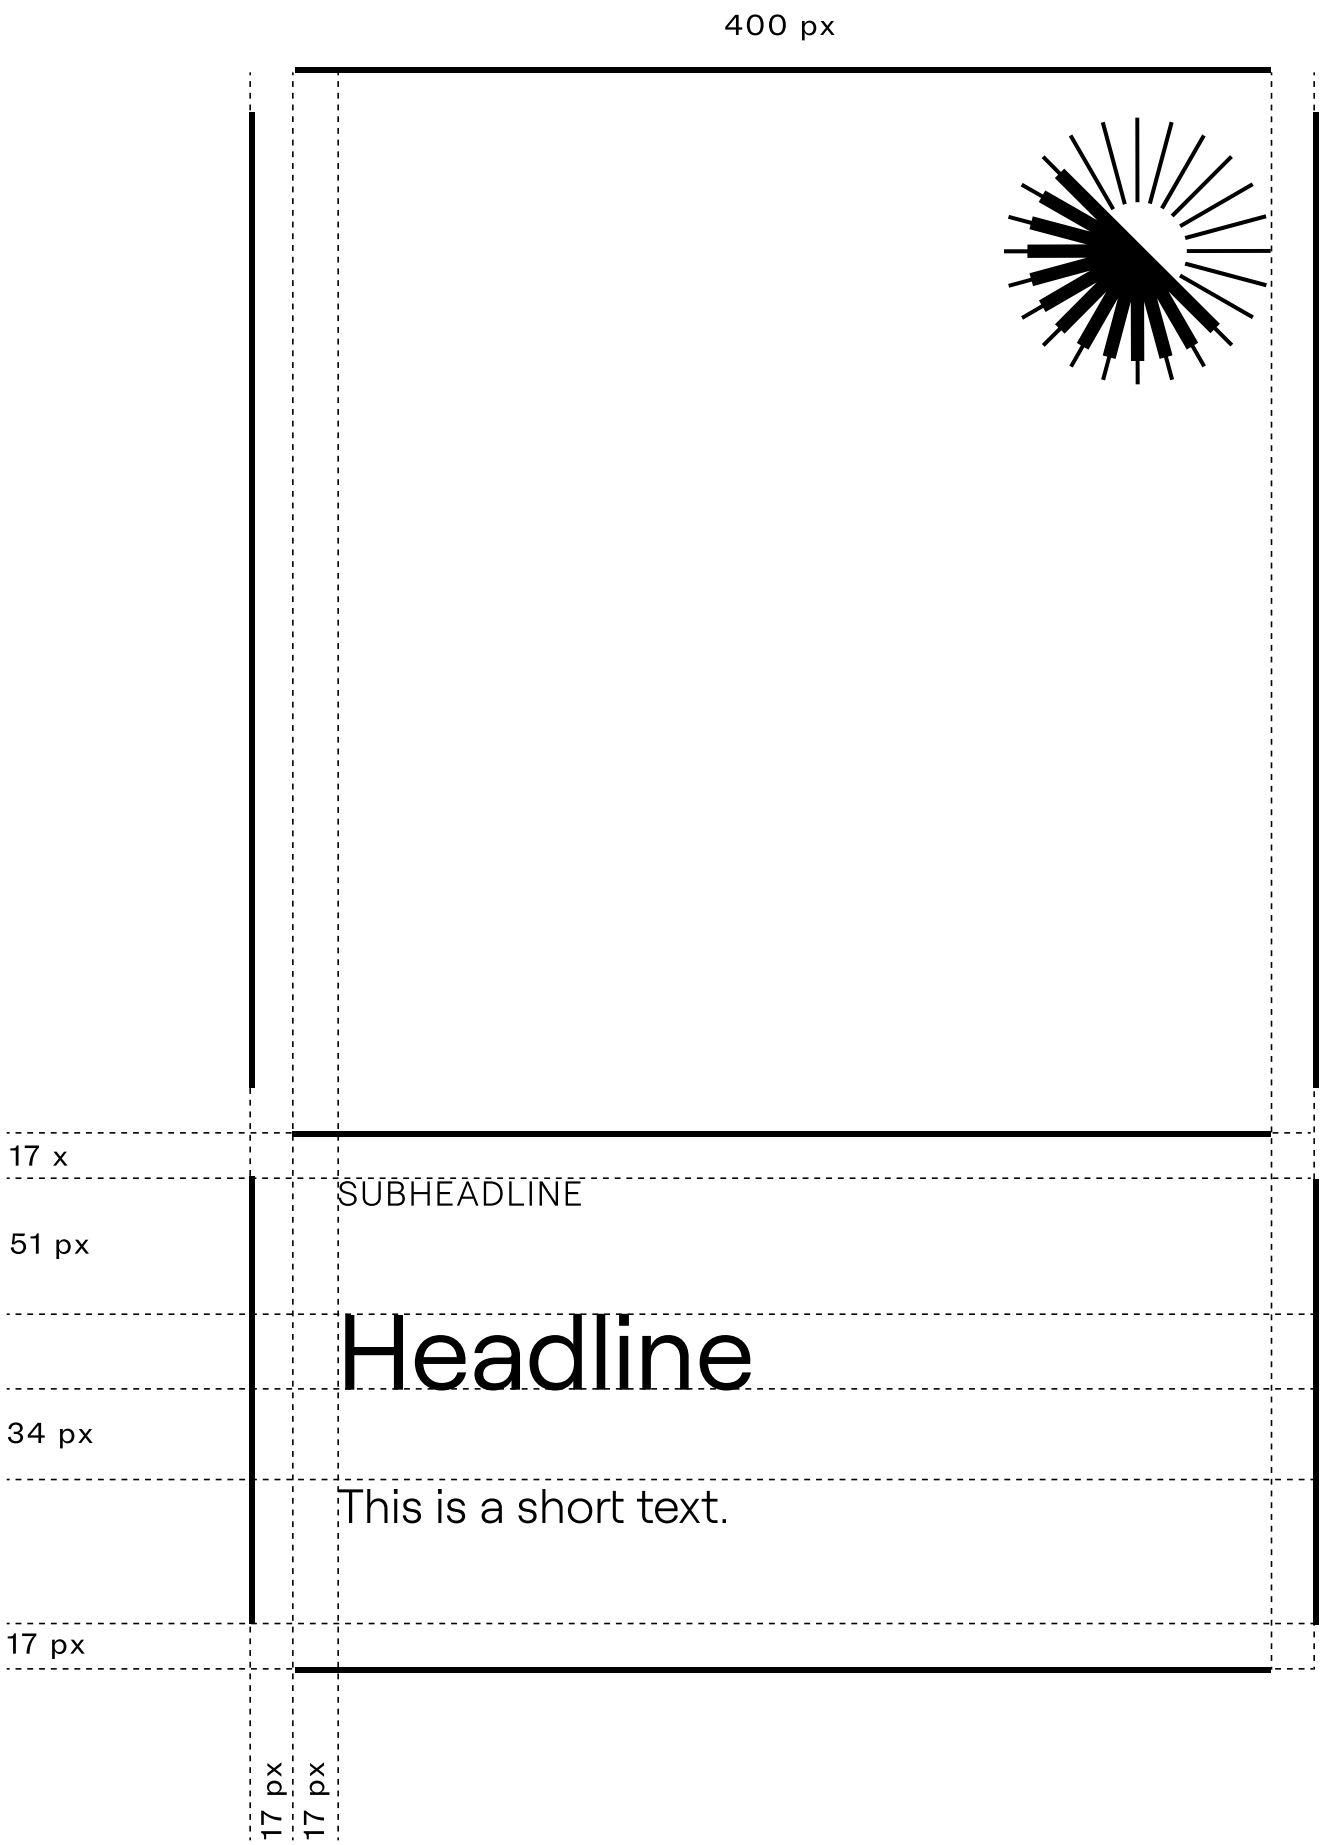 400 px
17 x
SUBHEADLINE
51 px
Headline
34 px
This is a short text.
17 px
17 px
17 px